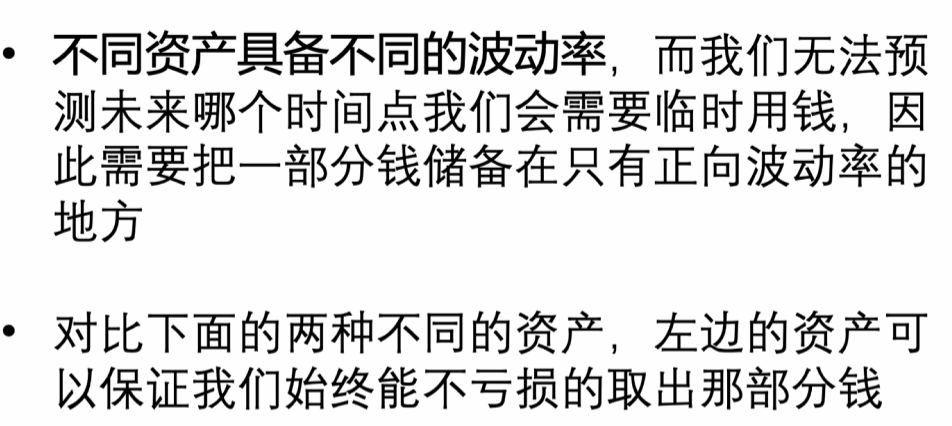 • 不同资产具备不同的波动率，而我们无法预
测未来哪个时间点我们会需要临时用钱，因
此需要把一部分钱储备在只有正向波动率的
地方
• 对比下面的两种不同的资产，左边的资产可
以保证我们始终能不亏损的取出那部分钱